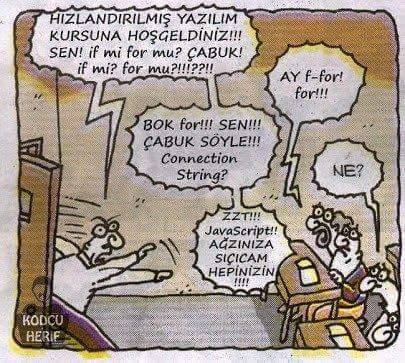 HIZLANDIRILMIŞ YAZILIM
KURSUNA HOŞGELDİNİZ!!!
SEN! if mi for mu? ÇABUK!
if mi? for mu?!!!??!!
AY f-for!
for!!!
BOK for!!! SEN!!!
ÇABUK SÖYLE!!!
Connection
String?
NE?
ZZT!!!
JavaScript!!
AĞZINIZA
SIÇICAM
HEPİNİZİN
!!!!
KODCU
HERİF